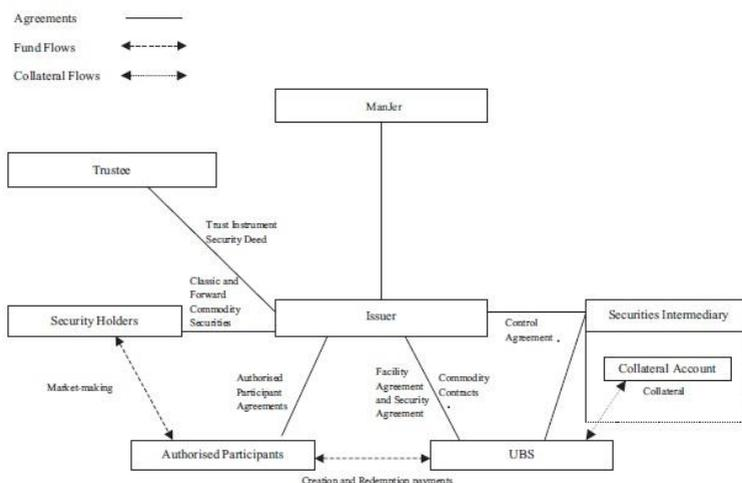 Agreements
Fund Flows
Collateral Flows
ManJer
Trustee
Trust Instrument
Security Deed
Classic and
Forward
Commodity
Securities
Security Holders
Issuer
Securities Intermediary
Control
Agreement
Collateral Account
Collateral
Market-making
Authorised
Participant
Agreements
Facility
Agreement
and Security
Agreement
Commodity
Contracts
Authorised Participants
UBS
Creation and Redemption payments